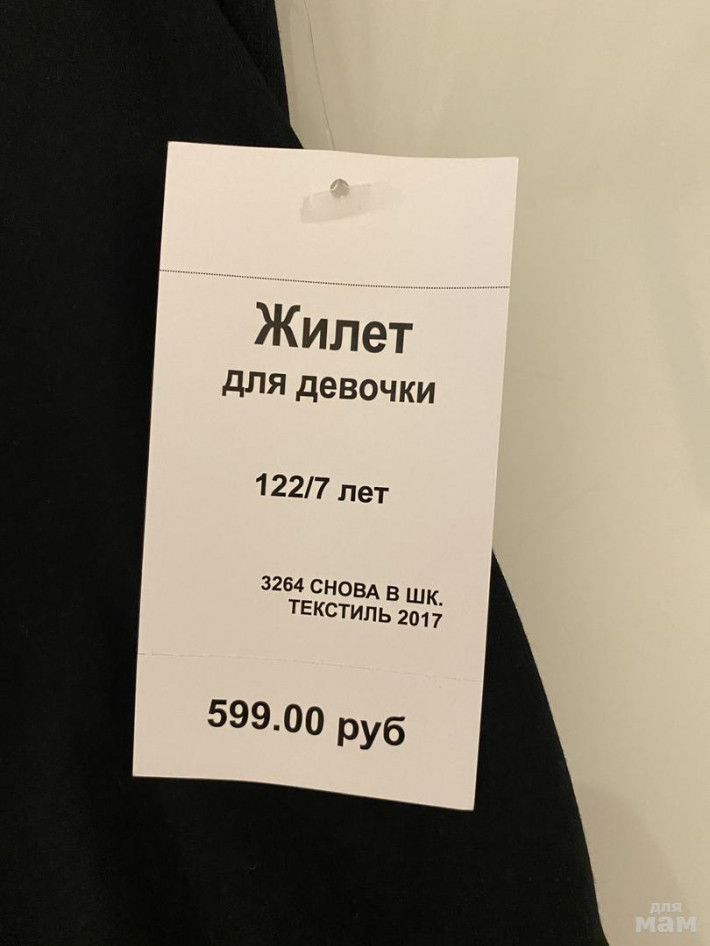 Жилет
для девочки
122/7 лет
3264 СНОВА В ШК.
ТЕКСТИЛЬ 2017
599.00 руб
для
мам